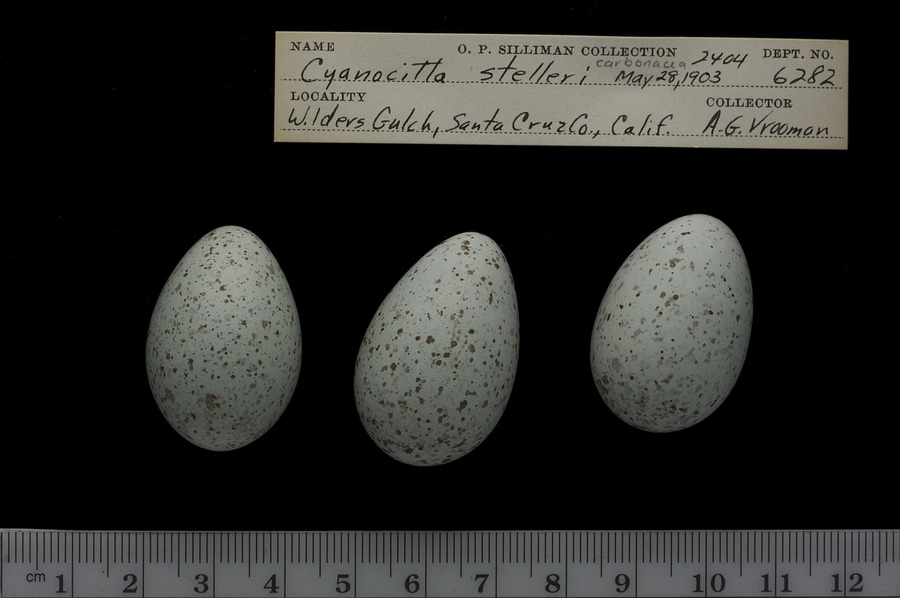 NAME O. P. SILLIMAN COLLECTION 2404 DEPT. NO.
Cyanocitta stelleri carbonacea May 28, 1903 6282
LOCALITY COLLECTOR
Wilders Gulch, Santa Cruz Co., Calif. A.G. Vrooman
cm 1 2 3 4 5 6 7 8 9 10 11 12